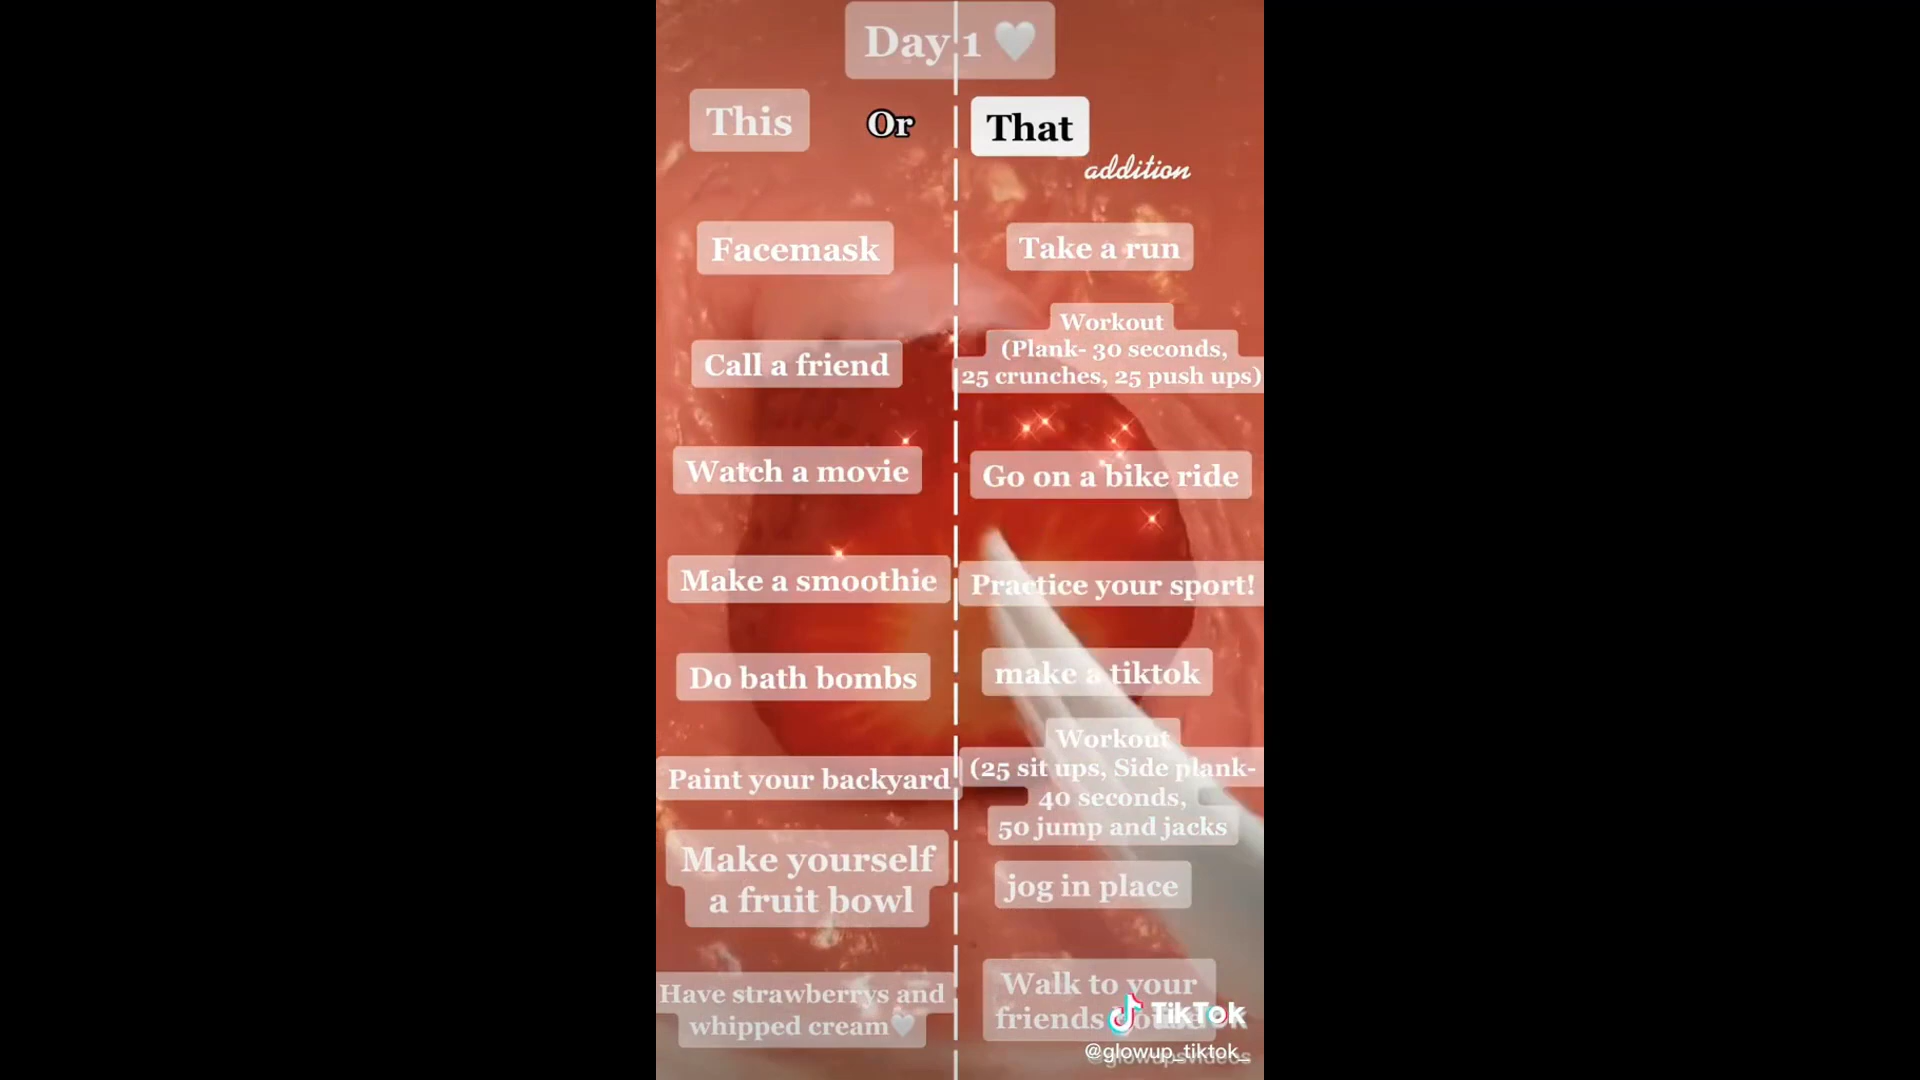 Day 1 🤍
This Or That
addition
Facemask
Take a run
Call a friend
Workout
(Plank- 30 seconds,
25 crunches, 25 push ups)
Watch a movie
Go on a bike ride
Make a smoothie
Practice your sport!
Do bath bombs
make a tiktok
Paint your backyard
Workout
(25 sit ups, Side plank-
40 seconds,
50 jump and jacks
Make yourself
a fruit bowl
jog in place
Have strawberrys and
whipped cream🤍
Walk to your
friends
TikTok
@glowup_tiktok_